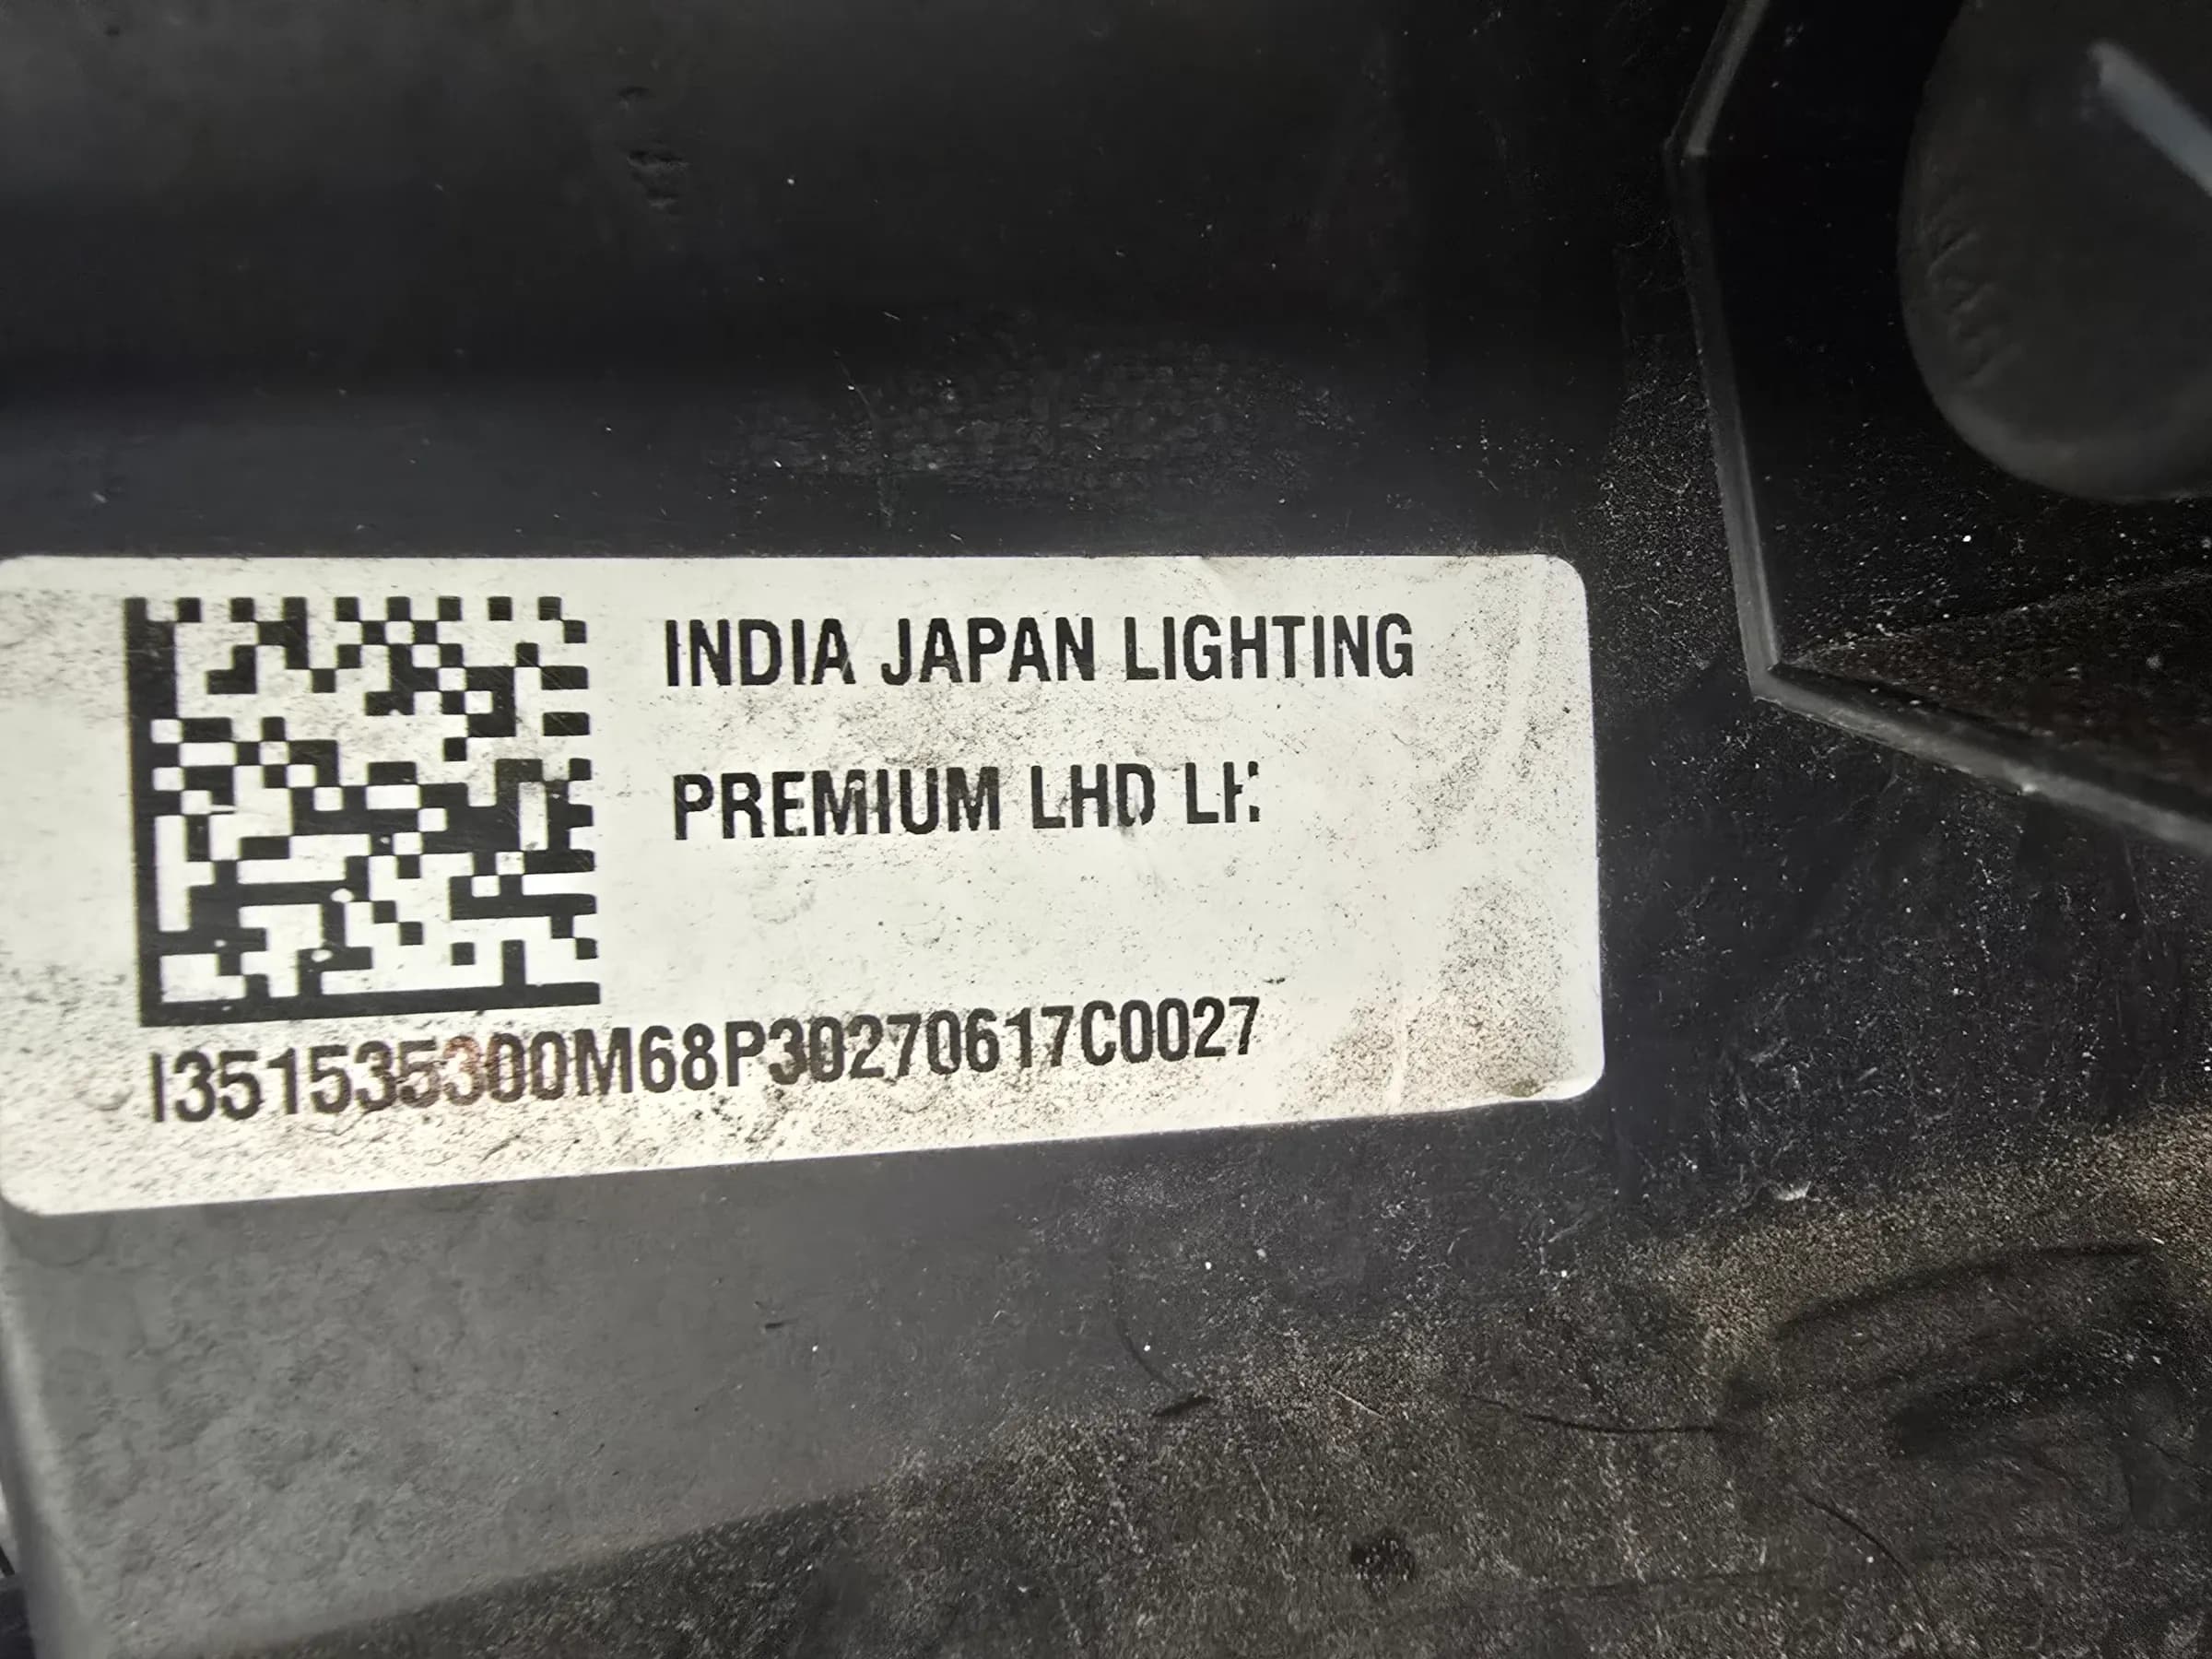 INDIA JAPAN LIGHTING
PREMIUM LHD
I351535300M68P30270617C0027